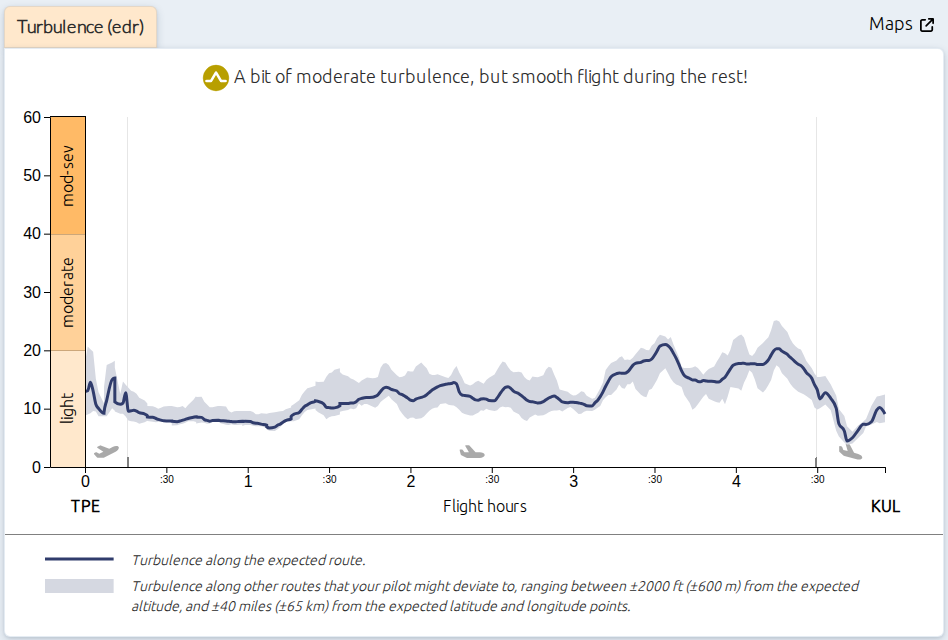 Turbulence (edr)
Maps
A bit of moderate turbulence, but smooth flight during the rest!
60
50
40
30
20
10
0
mod-sev
moderate
light
0 :30 1 :30 2 :30 3 :30 4 :30
TPE Flight hours KUL
Turbulence along the expected route.
Turbulence along other routes that your pilot might deviate to, ranging between ±2000 ft (±600 m) from the expected
altitude, and ±40 miles (±65 km) from the expected latitude and longitude points.